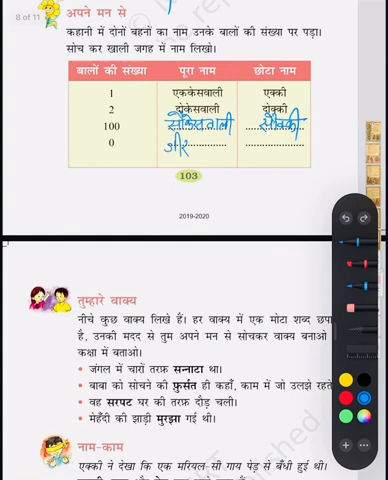 8 of 11
अपने मन से
कहानी में दोनों बहनों का नाम उनके बालों की संख्या पर पड़ा।
सोच कर खाली जगह में नाम लिखो।
बालों की संख्या पूरा नाम छोटा नाम
1 एककेसवाली एक्की
2 दोकेसवाली दोक्की
100
0
103
2019-2020
तुम्हारे वाक्य
नीचे कुछ वाक्य लिखे हैं। हर वाक्य में एक मोटा शब्द छपा
है, उनकी मदद से तुम अपने मन से सोचकर वाक्य बनाओ
कक्षा में बताओ।
• जंगल में चारों तरफ़ सन्नाटा था।
• बाबा को सोचने की फ़ुर्सत ही कहाँ, काम में जो उलझे रहते
• वह सरपट घर की तरफ़ दौड़ चली।
• मेहँदी की झाड़ी मुरझा गई थी।
नाम-काम
एक्की ने देखा कि एक मरियल-सी गाय पेड़ से बँधी हुई थी।